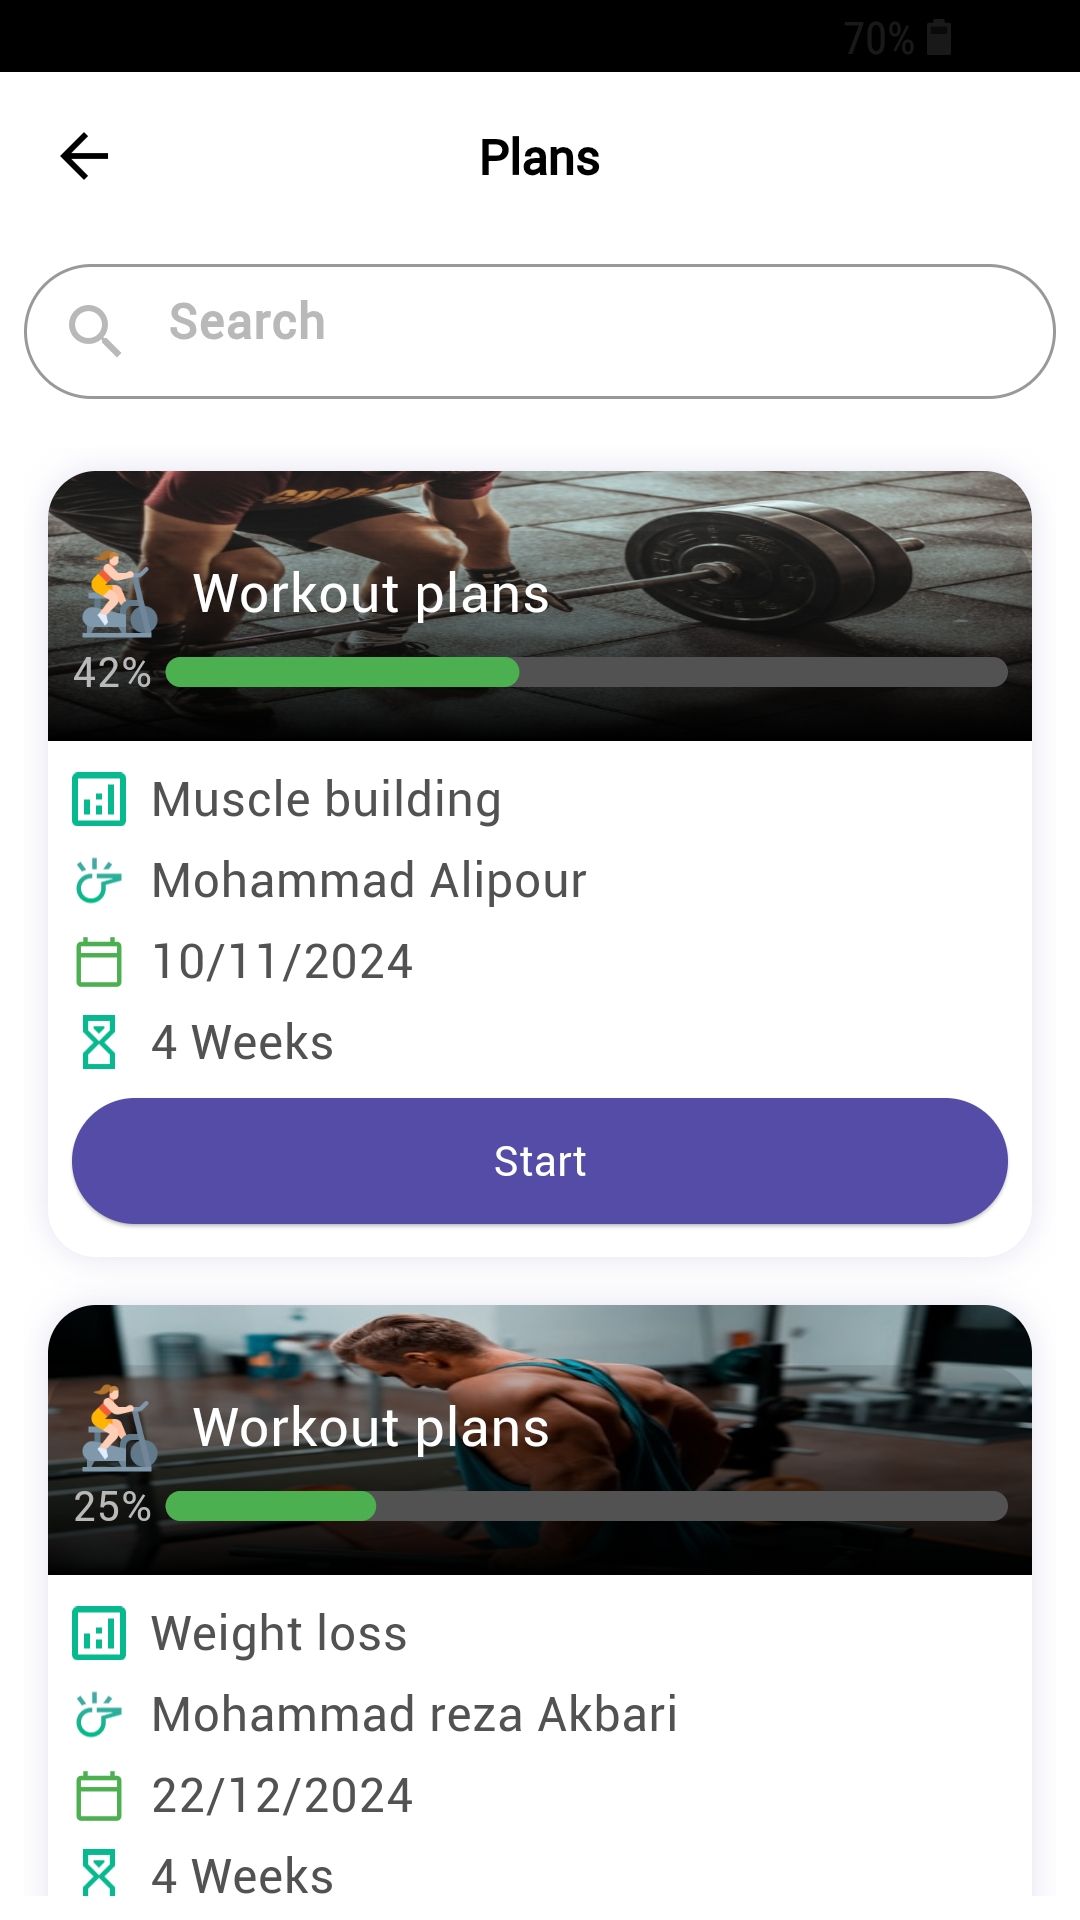 70%
Plans
Search
Workout plans
42%
Muscle building
Mohammad Alipour
10/11/2024
4 Weeks
Start
Workout plans
25%
Weight loss
Mohammad reza Akbari
22/12/2024
4 Weeks